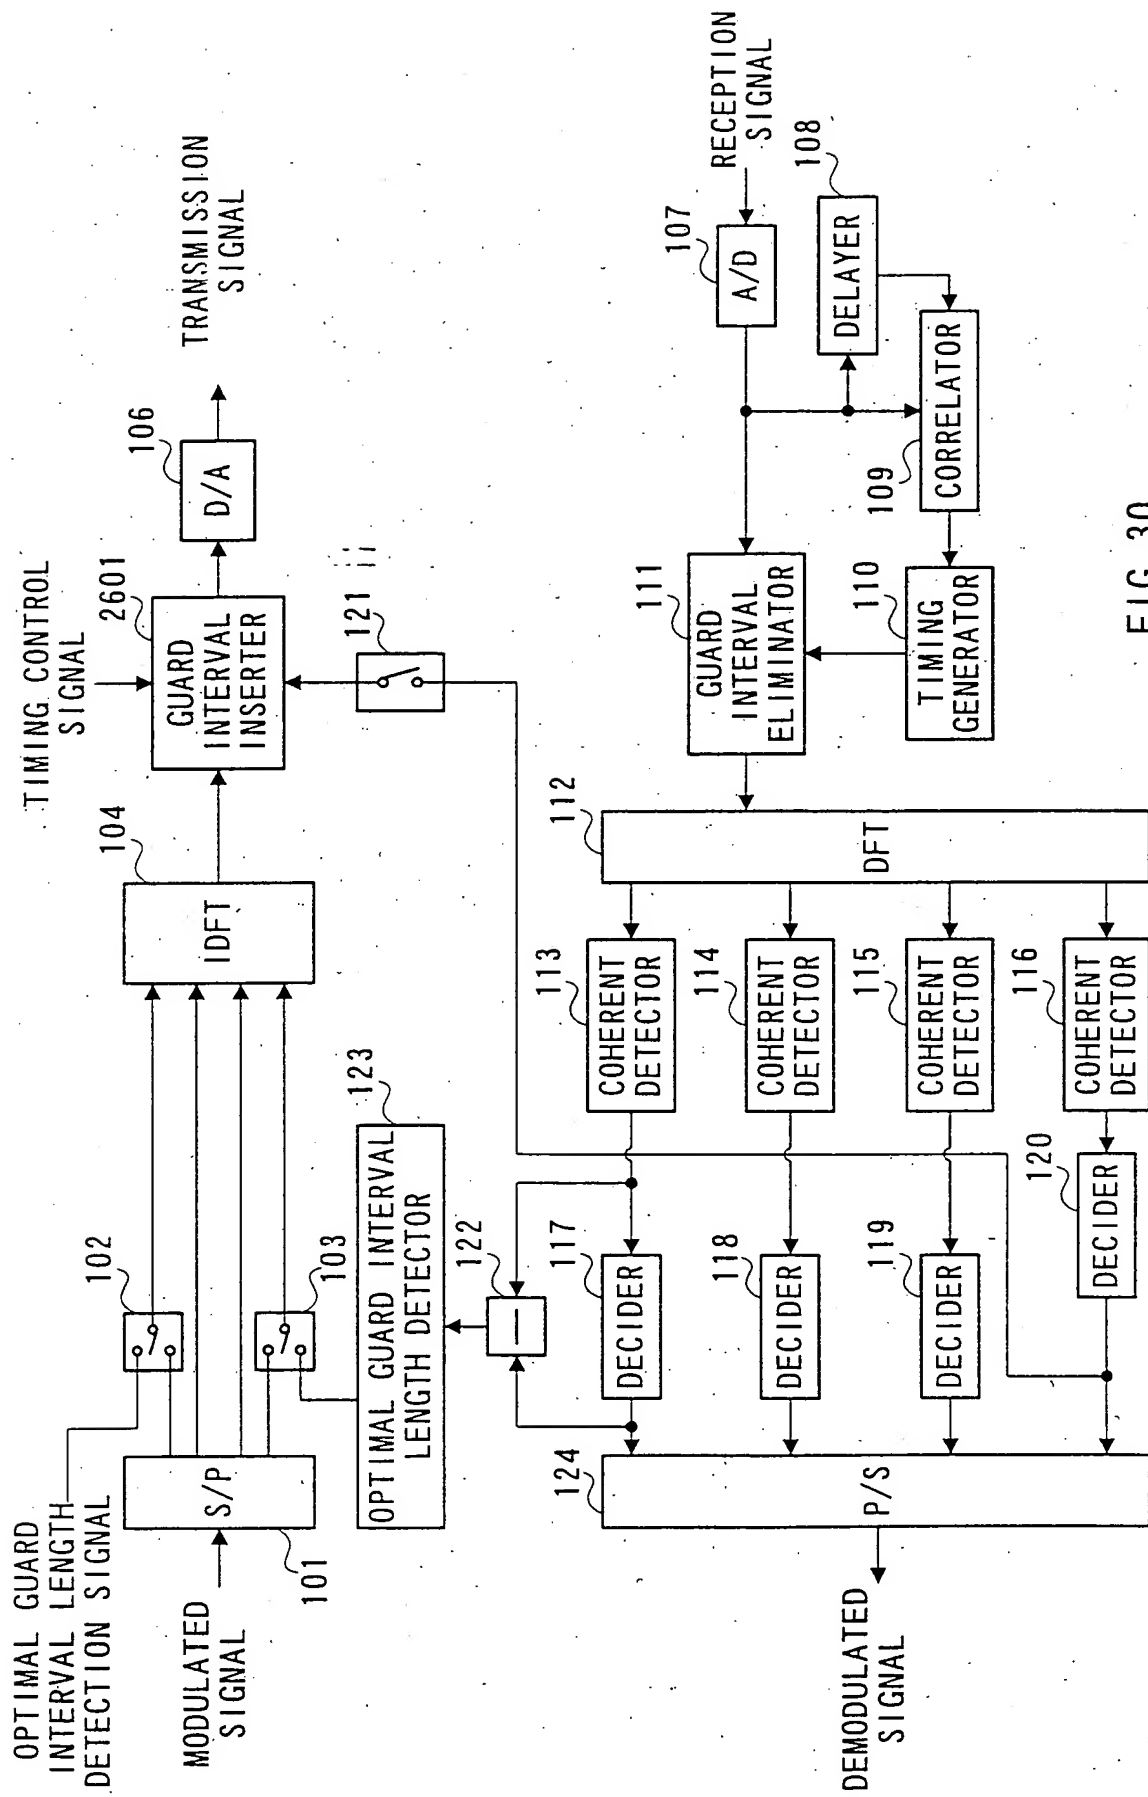 OPTIMAL GUARD
INTERVAL LENGTH
DETECTION SIGNAL
MODULATED
SIGNAL
101
S/P
102
103
104
IDFT
TIMING CONTROL
SIGNAL
2601
GUARD
INTERVAL
INSERTER
106
D/A
TRANSMISSION
SIGNAL
121
123
OPTIMAL GUARD INTERVAL
LENGTH DETECTOR
122
DEMODULATED
SIGNAL
124
P/S
117
DECIDER
118
DECIDER
119
DECIDER
120
DECIDER
113
COHERENT
DETECTOR
114
COHERENT
DETECTOR
115
COHERENT
DETECTOR
116
COHERENT
DETECTOR
112
DFT
111
GUARD
INTERVAL
ELIMINATOR
110
TIMING
GENERATOR
107
A/D
RECEPTION
SIGNAL
108
DELAYER
109
CORRELATOR
FIG. 30